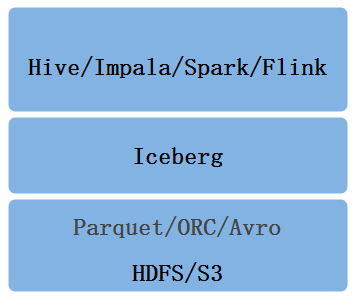 Hive/Impala/Spark/Flink
Iceberg
Parquet/ORC/Avro
HDFS/S3